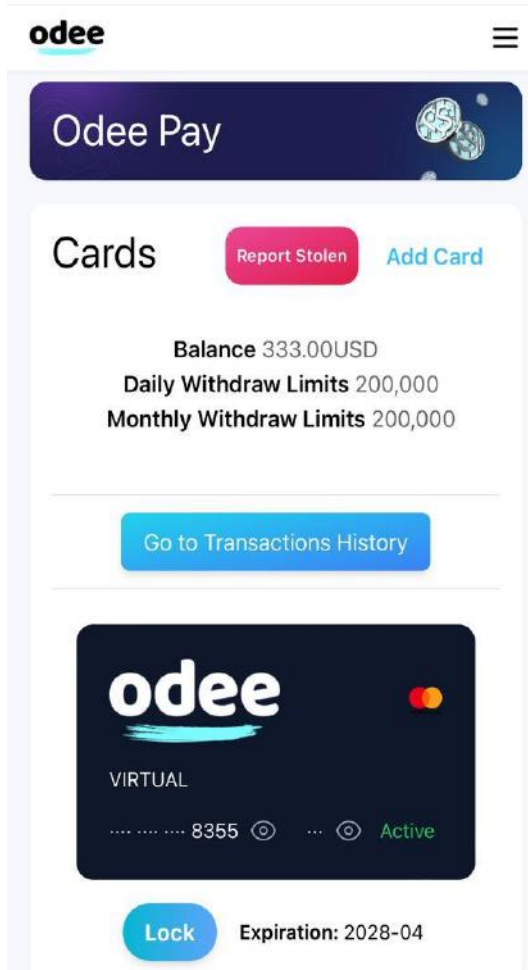 odee
Odee Pay
Cards
Report Stolen
Add Card
Balance 333.00USD
Daily Withdraw Limits 200,000
Monthly Withdraw Limits 200,000
Go to Transactions History
odee
VIRTUAL
.... .... .... 8355 ... Active
Lock
Expiration: 2028-04